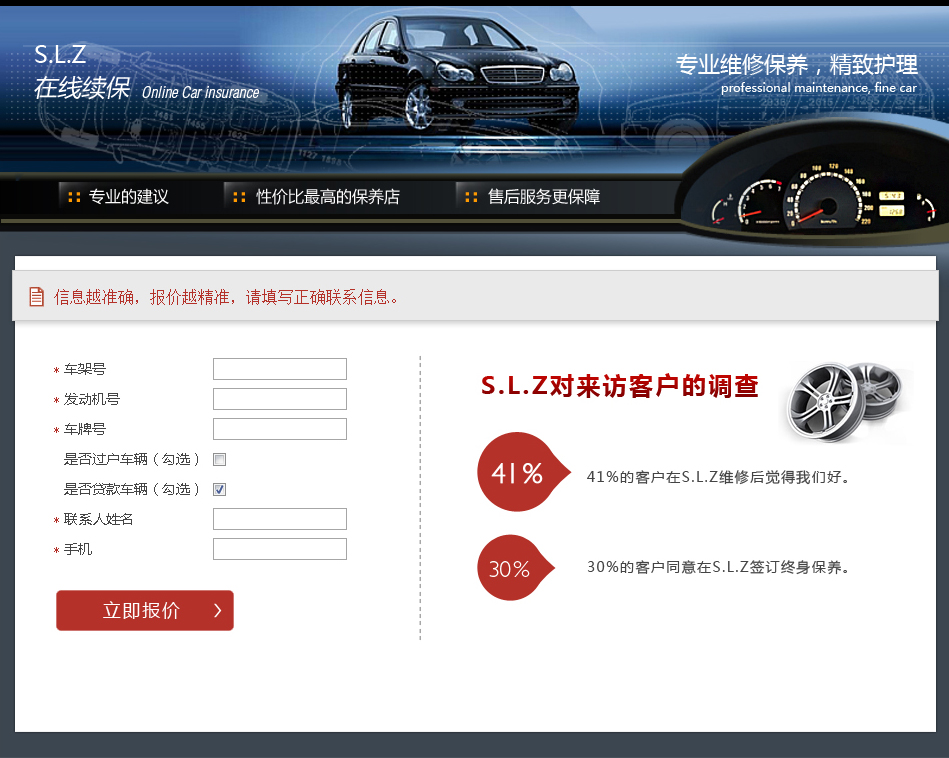 S.L.Z
在线续保 Online Car insurance
专业维修保养，精致护理
professional maintenance, fine car
专业的建议
性价比最高的保养店
售后服务更保障
信息越准确，报价越精准，请填写正确联系信息。
* 车架号
* 发动机号
* 车牌号
是否过户车辆（勾选）
是否贷款车辆（勾选）
* 联系人姓名
* 手机
立即报价
S.L.Z对来访客户的调查
41%
41%的客户在S.L.Z维修后觉得我们好。
30%
30%的客户同意在S.L.Z签订终身保养。